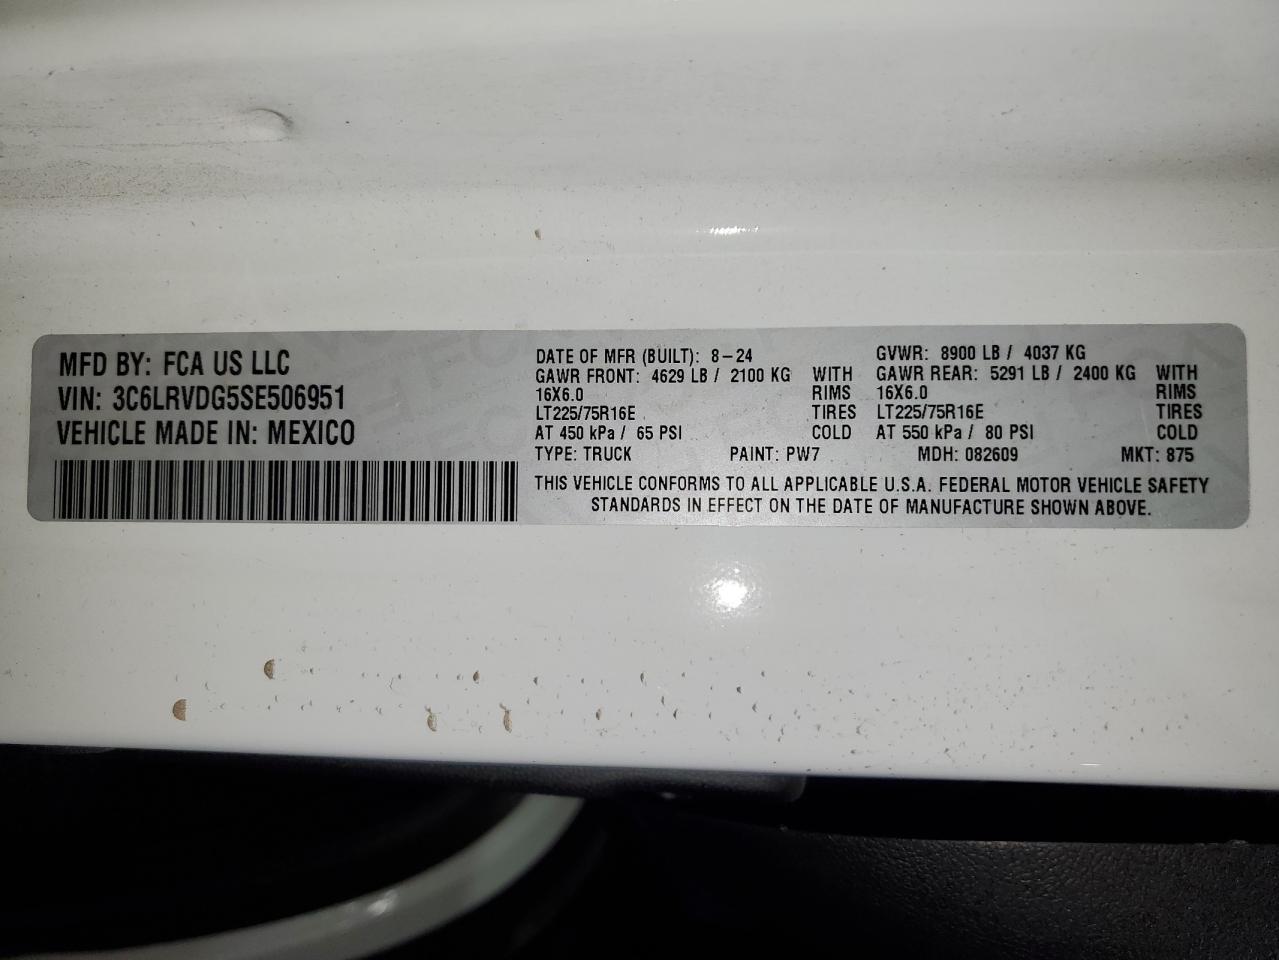 MFD BY: FCA US LLC
VIN: 3C6LRVDG5SE506951
VEHICLE MADE IN: MEXICO
DATE OF MFR (BUILT): 8-24
GVWR: 8900 LB / 4037 KG
GAWR FRONT: 4629 LB / 2100 KG WITH
16X6.0 RIMS
LT225/75R16E TIRES
AT 450 kPa / 65 PSI COLD
GAWR REAR: 5291 LB / 2400 KG WITH
16X6.0 RIMS
LT225/75R16E TIRES
AT 550 kPa / 80 PSI COLD
TYPE: TRUCK PAINT: PW7 MDH: 082609 MKT: 875
THIS VEHICLE CONFORMS TO ALL APPLICABLE U.S.A. FEDERAL MOTOR VEHICLE SAFETY
STANDARDS IN EFFECT ON THE DATE OF MANUFACTURE SHOWN ABOVE.